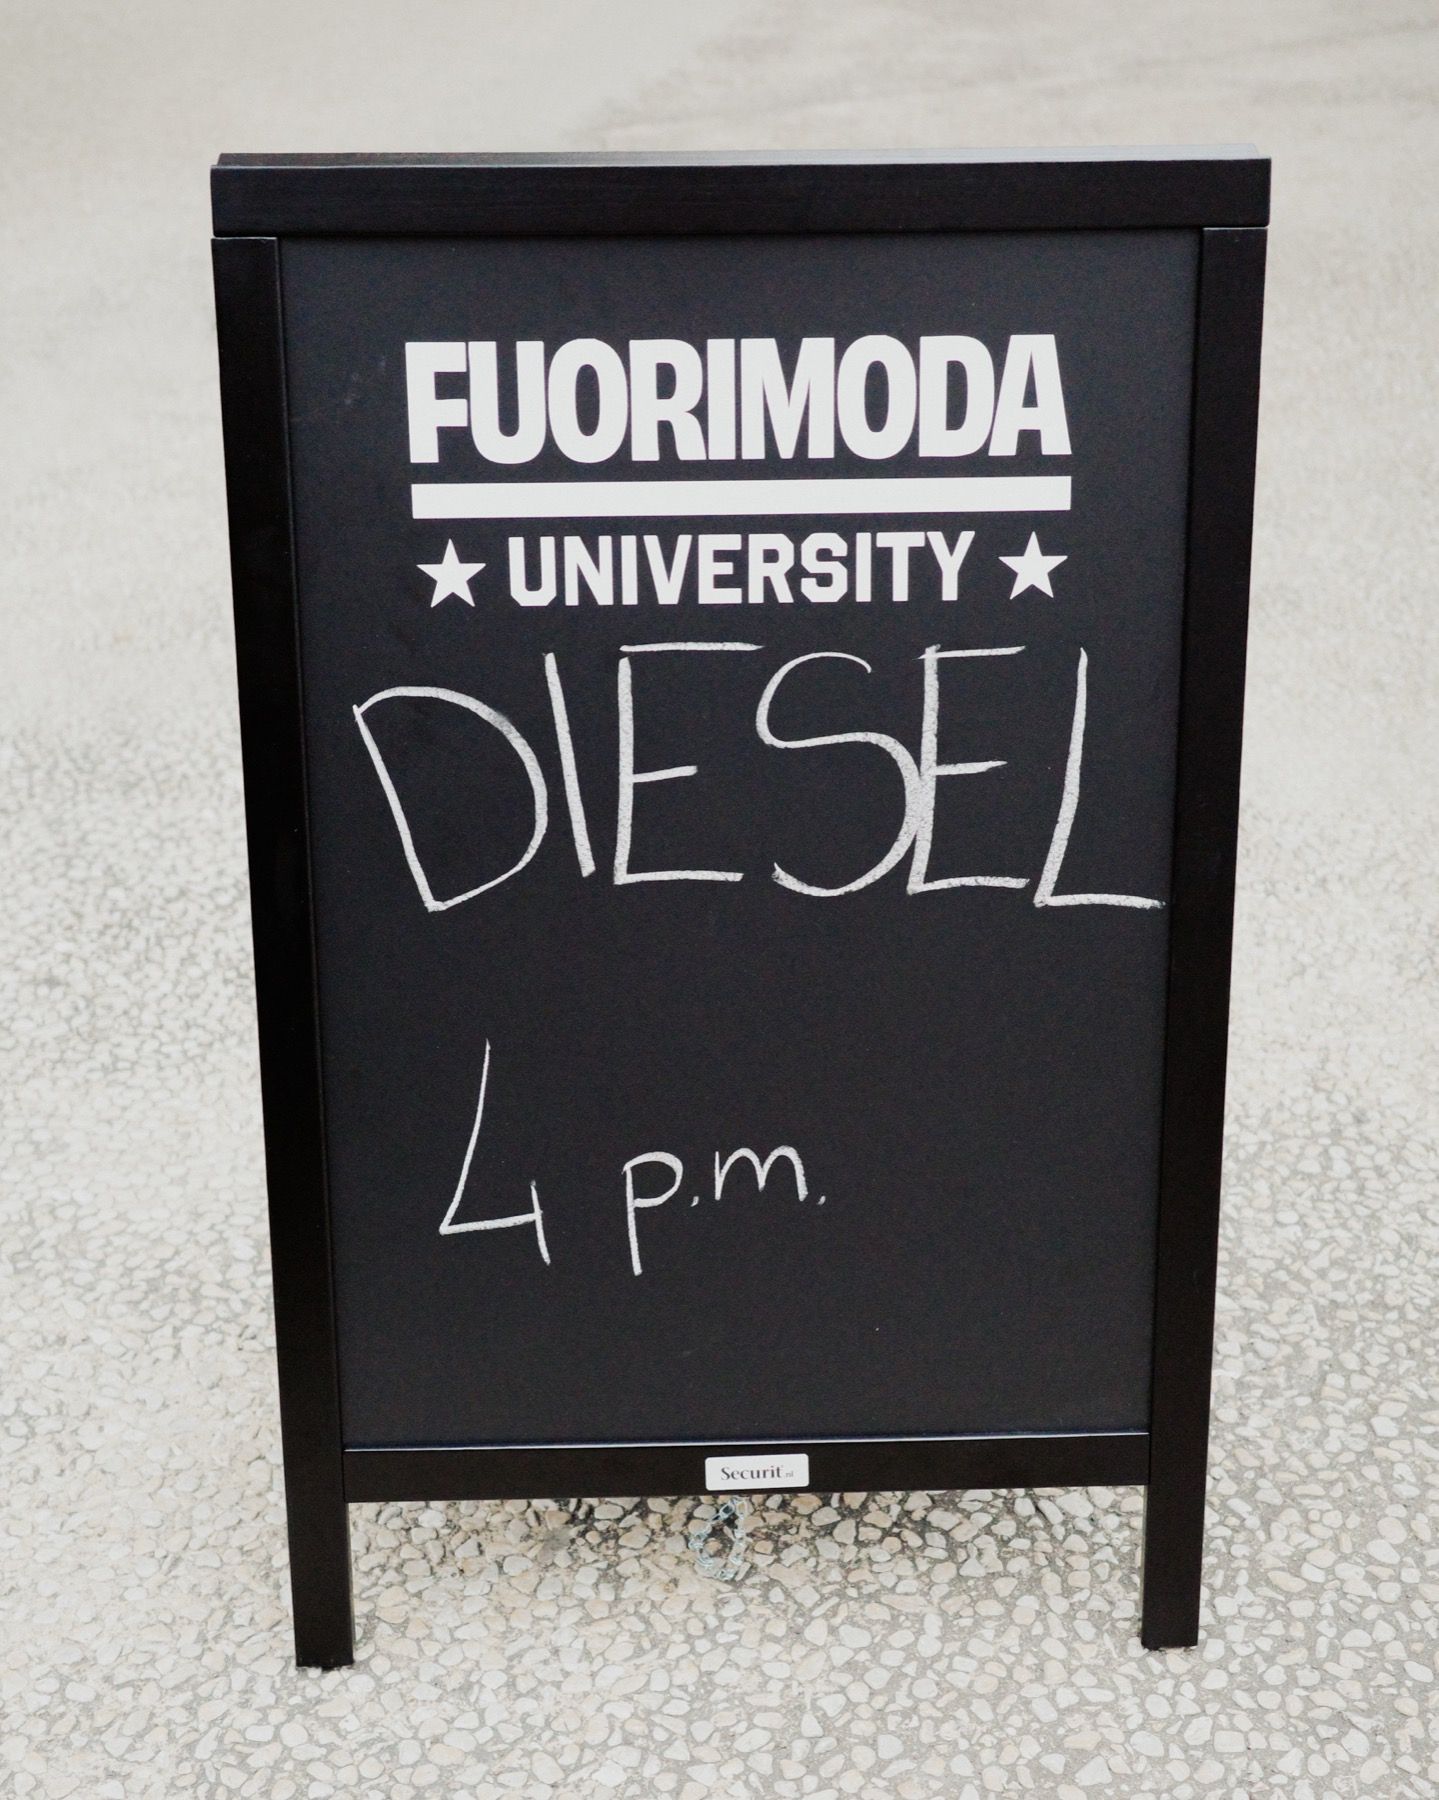 FUORIMODA
★ UNIVERSITY ★
DIESEL
4 p.m.
Securit.nl